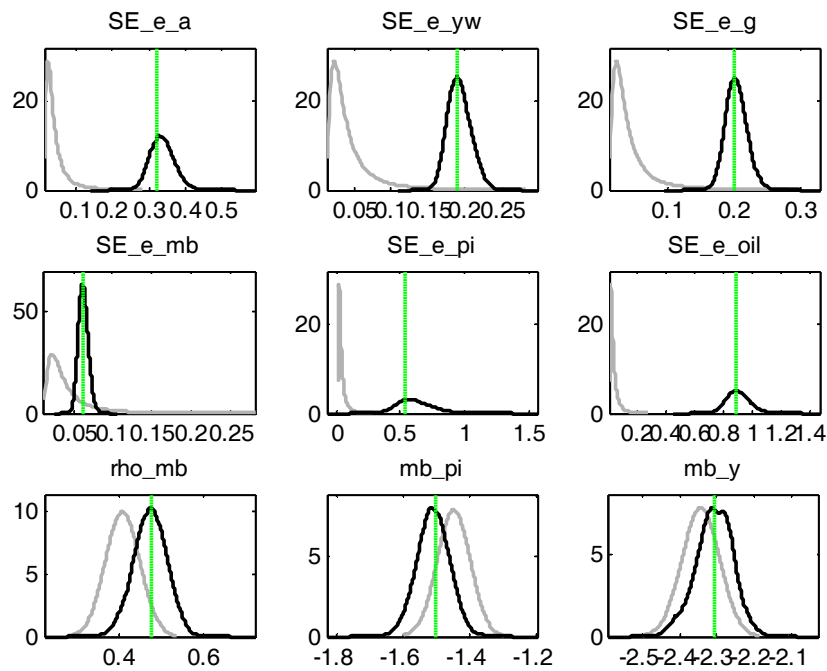 SE_e_a SE_e_yw SE_e_g
20 20 20
0 0 0
0.1 0.2 0.3 0.4 0.5 0.05 0.1 0.15 0.2 0.25 0.1 0.2 0.3
SE_e_mb SE_e_pi SE_e_oil
50 20 20
0 0 0
0.05 0.1 0.15 0.2 0.25 0 0.5 1 1.5 0.2 0.4 0.6 0.8 1 1.2 1.4
rho_mb mb_pi mb_y
10 5 5
5
0 0 0
0.4 0.6 -1.8 -1.6 -1.4 -1.2 -2.5 -2.4 -2.3 -2.2 -2.1